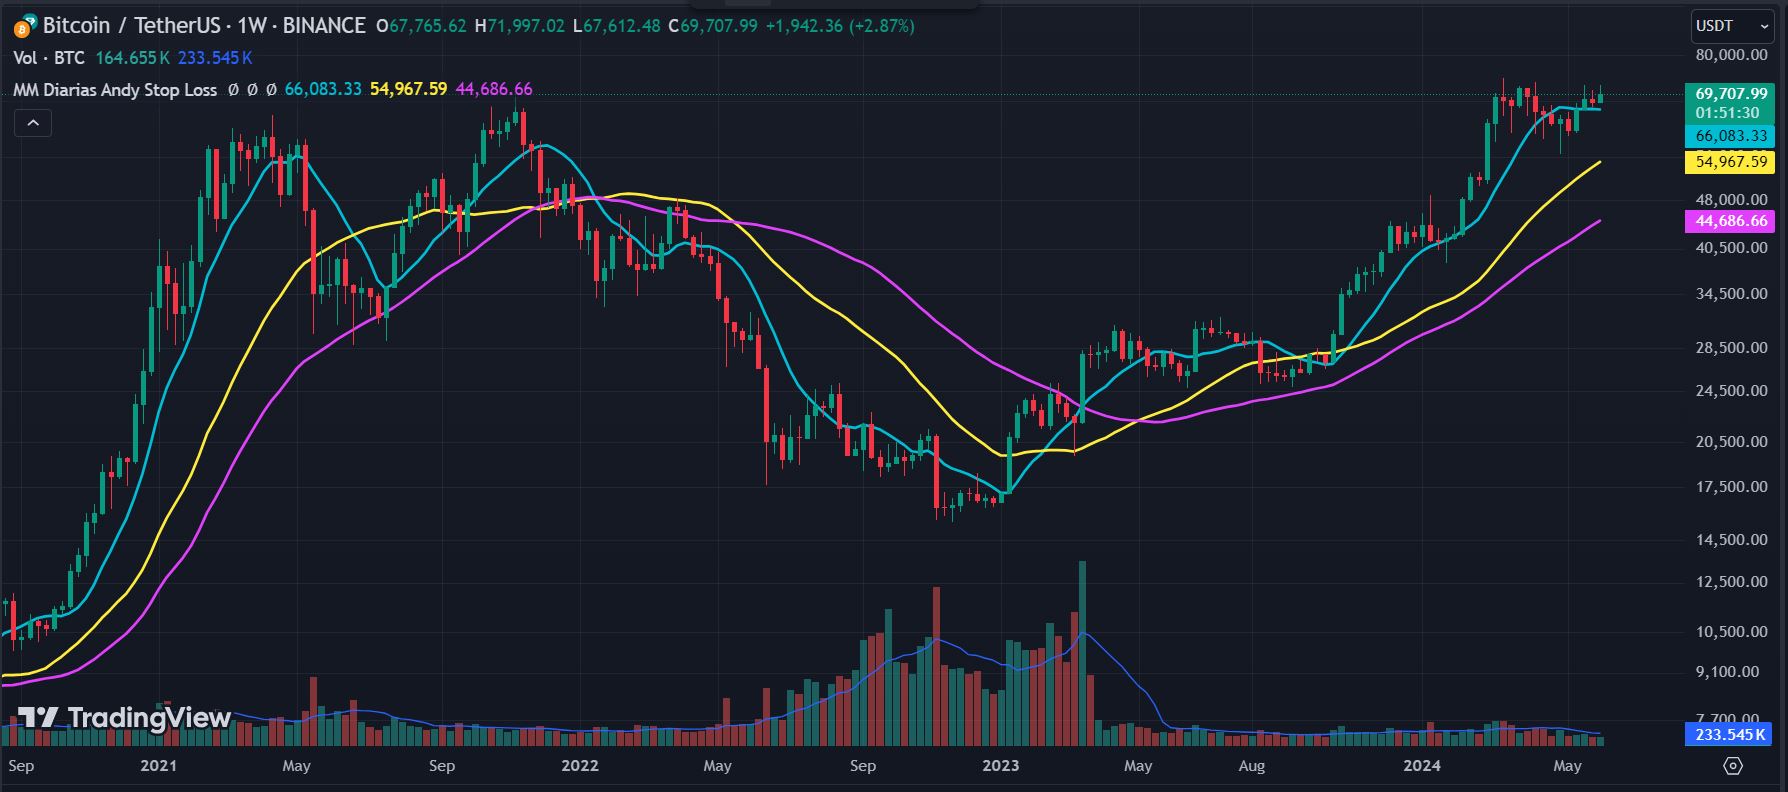 Bitcoin / TetherUS · 1W · BINANCE O67,765.62 H71,997.02 L67,612.48 C69,707.99 +1,942.36 (+2.87%)
USDT
Vol · BTC 164.655K 233.545K
MM Diarias Andy Stop Loss Ø Ø Ø 66,083.33 54,967.59 44,686.66
80,000.00
69,707.99
01:51:30
66,083.33
54,967.59
48,000.00
44,686.66
40,500.00
34,500.00
28,500.00
24,500.00
20,500.00
17,500.00
14,500.00
12,500.00
10,500.00
9,100.00
7,700.00
233.545K
TradingView
Sep 2021 May Sep 2022 May Sep 2023 May Aug 2024 May